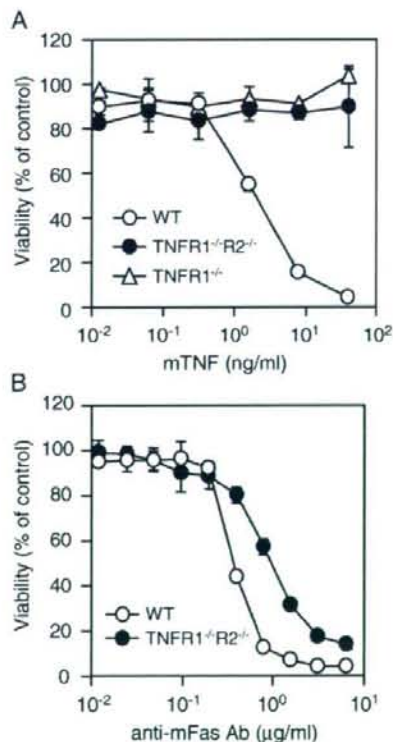 A
Viability (% of control)
120
100
80
60
40
20
0
WT
TNFR1⁻/⁻R2⁻/⁻
TNFR1⁻/⁻
10⁻² 10⁻¹ 10⁰ 10¹ 10²
mTNF (ng/ml)
B
Viability (% of control)
120
100
80
60
40
20
0
WT
TNFR1⁻/⁻R2⁻/⁻
10⁻² 10⁻¹ 10⁰ 10¹
anti-mFas Ab (μg/ml)